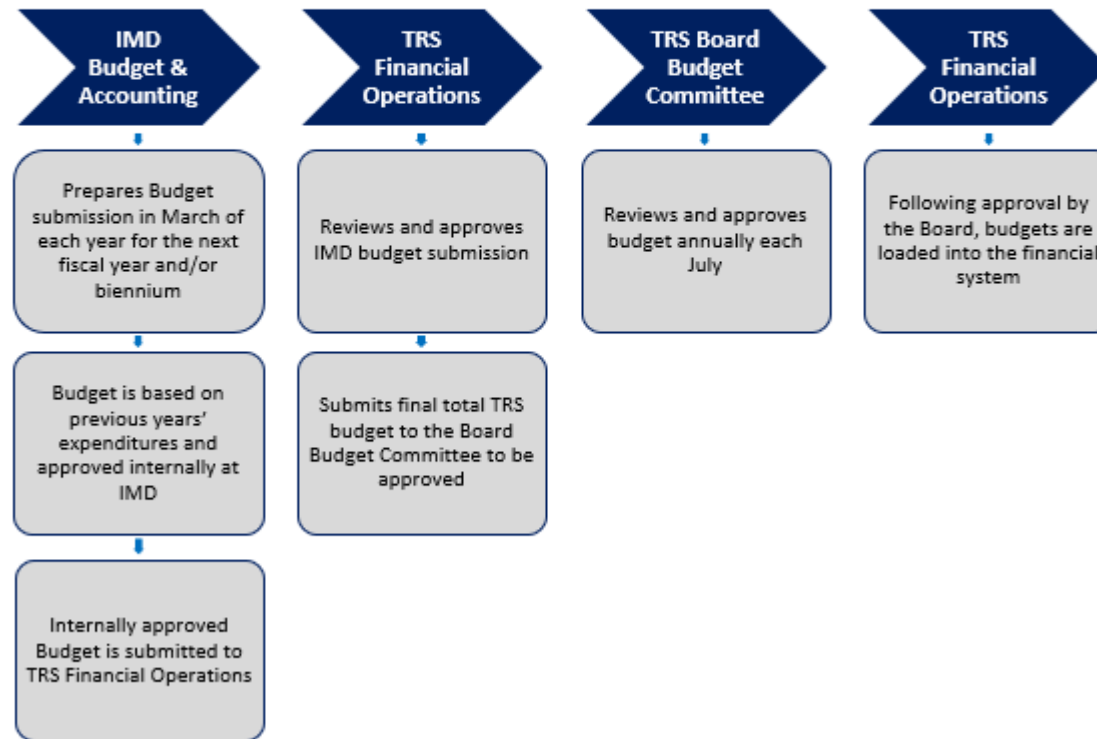 IMD
Budget &
Accounting
Prepares Budget
submission in March of
each year for the next
fiscal year and/or
biennium
Budget is based on
previous years’
expenditures and
approved internally at
IMD
Internally approved
Budget is submitted to
TRS Financial Operations
TRS
Financial
Operations
Reviews and approves
IMD budget submission
Submits final total TRS
budget to the Board
Budget Committee to be
approved
TRS Board
Budget
Committee
Reviews and approves
budget annually each
July
TRS
Financial
Operations
Following approval by
the Board, budgets are
loaded into the financial
system